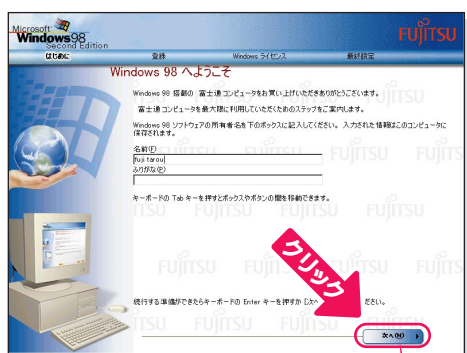 Microsoft
Windows98
Second Edition
FUJITSU
はじめに 登録 Windows ライセンス 最終設定
Windows 98 へようこそ
Windows 98 搭載の 富士通 コンピュータをお買い上げいただきありがとうございます。
富士通 コンピュータを最大限に利用していただくためのステップをご案内します。
Windows 98 ソフトウェアの所有者名を下のボックスに記入してください。 入力された情報はこのコンピュータに
保存されます。
名前(F)
fuji tarou
ふりがな(P)
キーボードの Tab キーを押すとボックスやボタンの間を移動できます。
クリック
続行する準備ができたらキーボードの Enter キーを押すか [次へ ださい。
次へ(N)